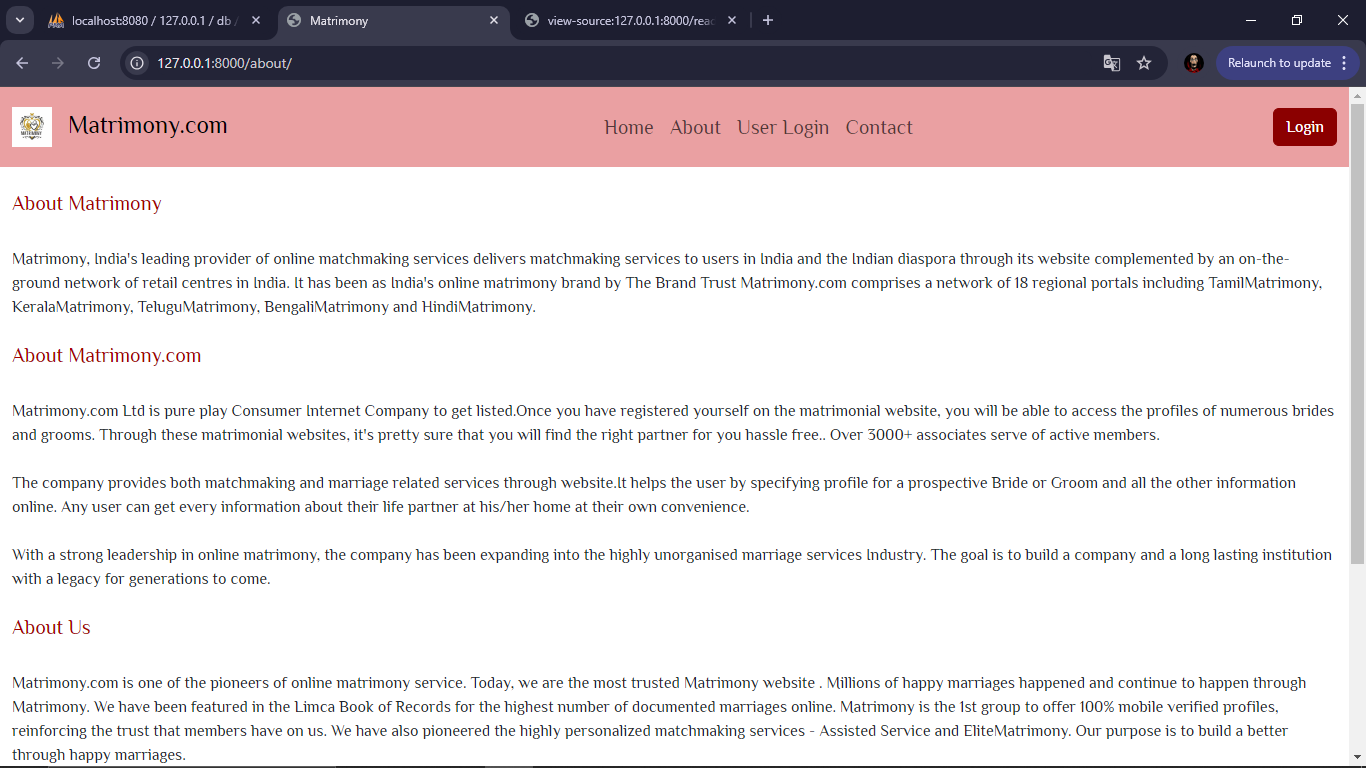 localhost:8080 / 127.0.0.1 / db /
Matrimony
view-source:127.0.0.1:8000/reac
127.0.0.1:8000/about/
Relaunch to update
MATRIMONY
Matrimony.com
Home About User Login Contact
Login
About Matrimony
Matrimony, India's leading provider of online matchmaking services delivers matchmaking services to users in India and the Indian diaspora through its website complemented by an on-the-
ground network of retail centres in India. It has been as India's online matrimony brand by The Brand Trust Matrimony.com comprises a network of 18 regional portals including TamilMatrimony,
KeralaMatrimony, TeluguMatrimony, BengaliMatrimony and HindiMatrimony.
About Matrimony.com
Matrimony.com Ltd is pure play Consumer Internet Company to get listed.Once you have registered yourself on the matrimonial website, you will be able to access the profiles of numerous brides
and grooms. Through these matrimonial websites, it's pretty sure that you will find the right partner for you hassle free.. Over 3000+ associates serve of active members.
The company provides both matchmaking and marriage related services through website.It helps the user by specifying profile for a prospective Bride or Groom and all the other information
online. Any user can get every information about their life partner at his/her home at their own convenience.
With a strong leadership in online matrimony, the company has been expanding into the highly unorganised marriage services Industry. The goal is to build a company and a long lasting institution
with a legacy for generations to come.
About Us
Matrimony.com is one of the pioneers of online matrimony service. Today, we are the most trusted Matrimony website . Millions of happy marriages happened and continue to happen through
Matrimony. We have been featured in the Limca Book of Records for the highest number of documented marriages online. Matrimony is the 1st group to offer 100% mobile verified profiles,
reinforcing the trust that members have on us. We have also pioneered the highly personalized matchmaking services - Assisted Service and EliteMatrimony. Our purpose is to build a better
through happy marriages.